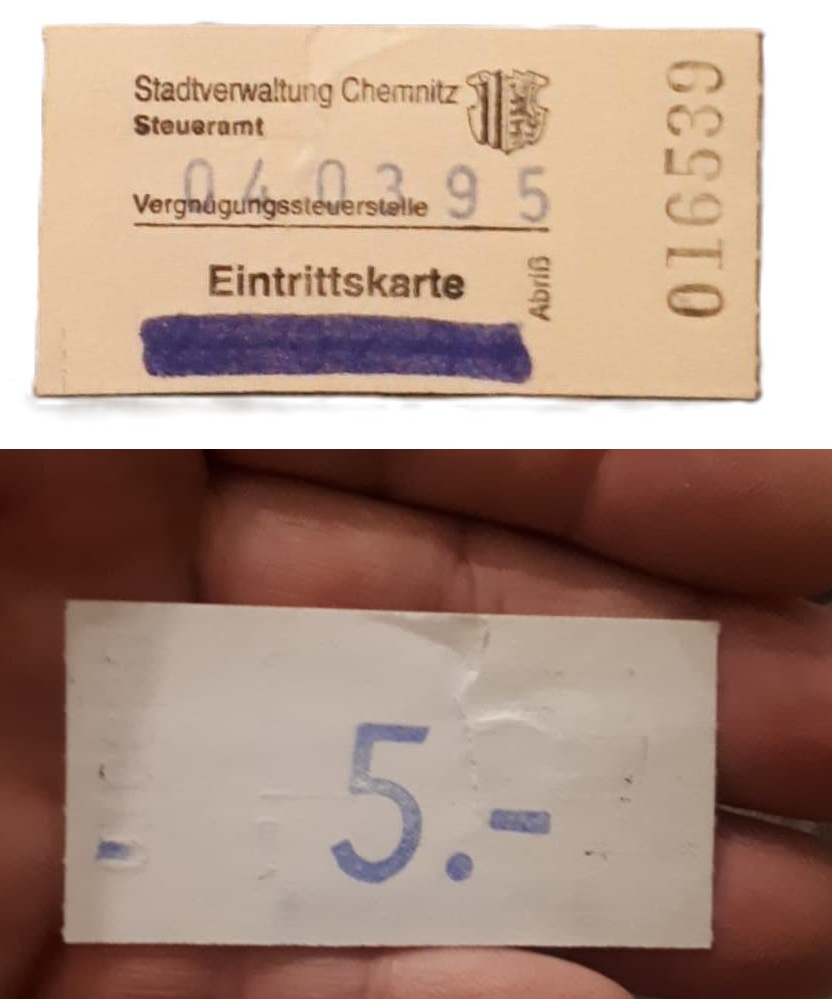 Stadtverwaltung Chemnitz
Steueramt
040395
Vergnügungssteuerstelle
Eintrittskarte
Abriß
016539
5.-
-